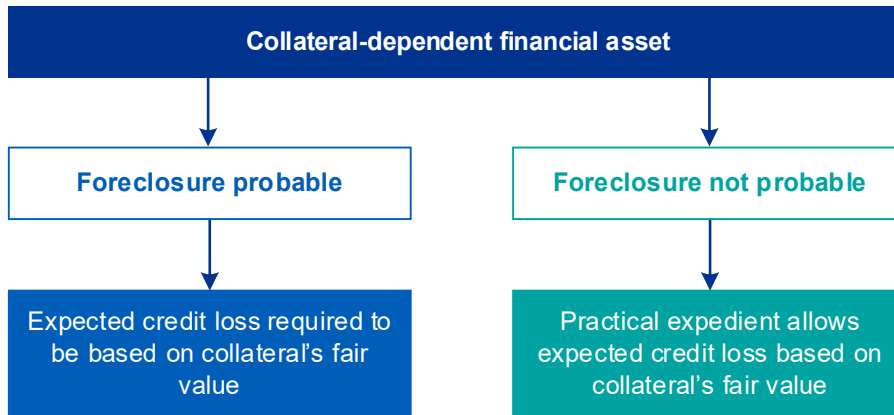 Collateral-dependent financial asset
Foreclosure probable
Foreclosure not probable
Expected credit loss required to
be based on collateral’s fair
value
Practical expedient allows
expected credit loss based on
collateral’s fair value